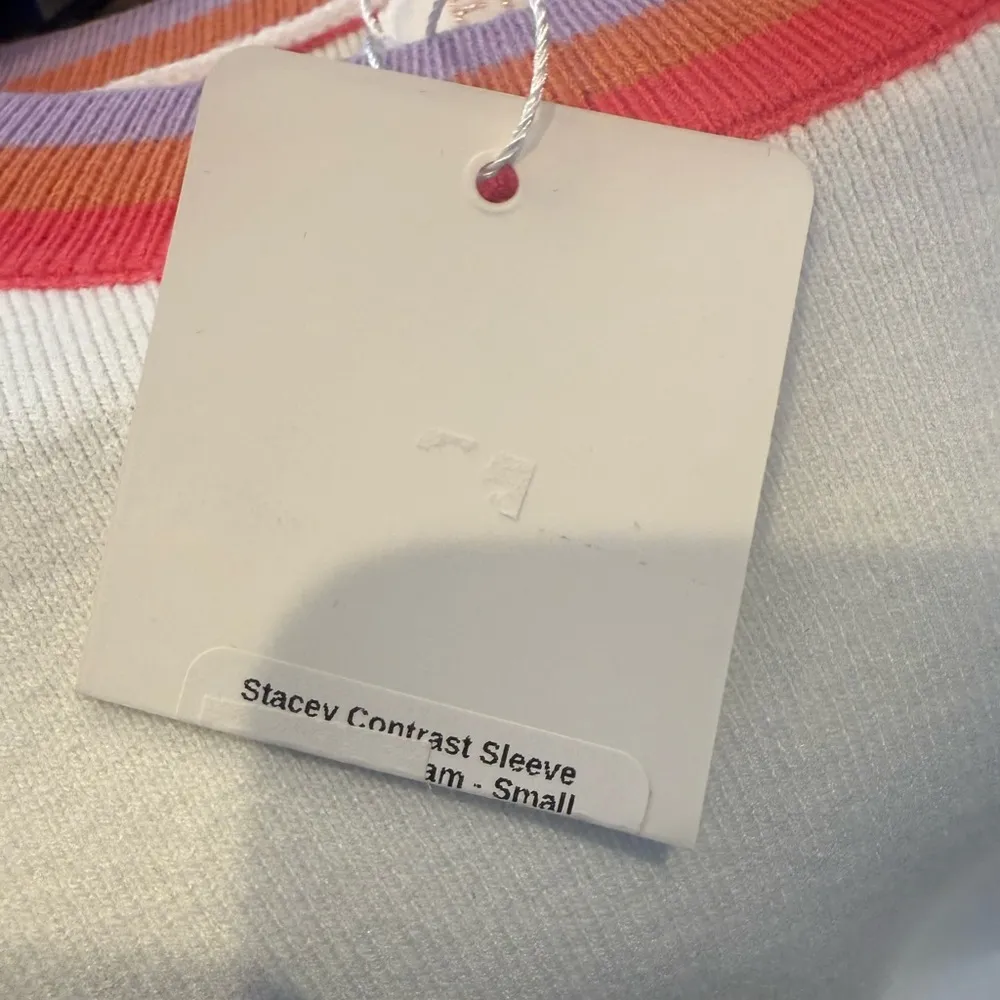 Stacey Contrast Sleeve
am - Small